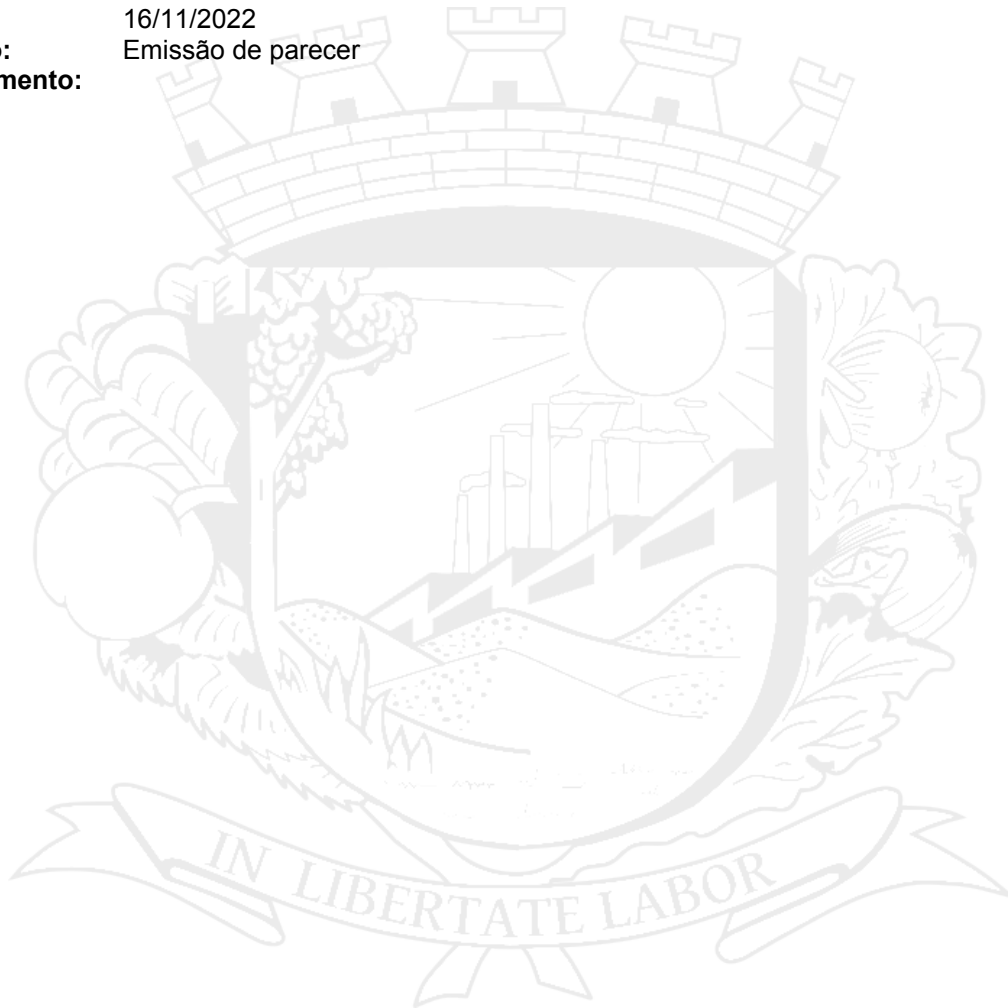 16/11/2022
o: Emissão de parecer
mento:
IN LIBERTATE LABOR